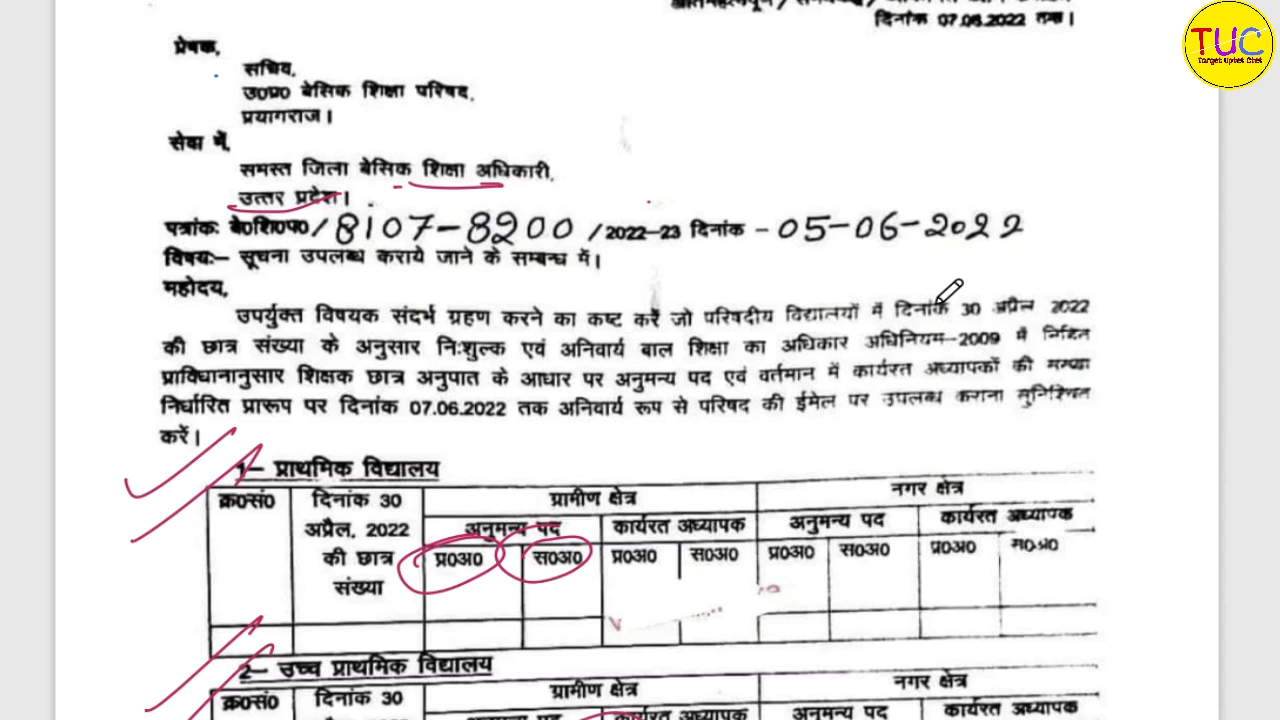 दिनांक 07.06.2022 तक।
TUC
प्रेषक,
सचिव,
उ0प्र0 बेसिक शिक्षा परिषद,
प्रयागराज।
सेवा में,
समस्त जिला बेसिक शिक्षा अधिकारी,
उत्तर प्रदेश।
पत्रांकः बे0शि0प0/8107-8200/2022-23 दिनांक - 05-06-2022
विषयः- सूचना उपलब्ध कराये जाने के सम्बन्ध में।
महोदय,
उपर्युक्त विषयक संदर्भ ग्रहण करने का कष्ट करें जो परिषदीय विद्यालयों में दिनांक 30 अप्रैल 2022
की छात्र संख्या के अनुसार निःशुल्क एवं अनिवार्य बाल शिक्षा का अधिकार अधिनियम-2009 में निहित
प्राविधानानुसार शिक्षक छात्र अनुपात के आधार पर अनुमन्य पद एवं वर्तमान में कार्यरत अध्यापकों की
निर्धारित प्रारूप पर दिनांक 07.06.2022 तक अनिवार्य रूप से परिषद की ईमेल पर उपलब्ध कराना सुनिश्चित
करें।
1- प्राथमिक विद्यालय
क्र0सं0 दिनांक 30 ग्रामीण क्षेत्र नगर क्षेत्र
अप्रैल, 2022 अनुमन्य पद कार्यरत अध्यापक अनुमन्य पद कार्यरत अध्यापक
की छात्र प्र0अ0 स0अ0 प्र0अ0 स0अ0 प्र0अ0 स0अ0 प्र0अ0
संख्या
2- उच्च प्राथमिक विद्यालय
क्र0सं0 दिनांक 30 ग्रामीण क्षेत्र नगर क्षेत्र
अनुमन्य पद कार्यरत अध्यापक अनुमन्य पद कार्यरत अध्यापक